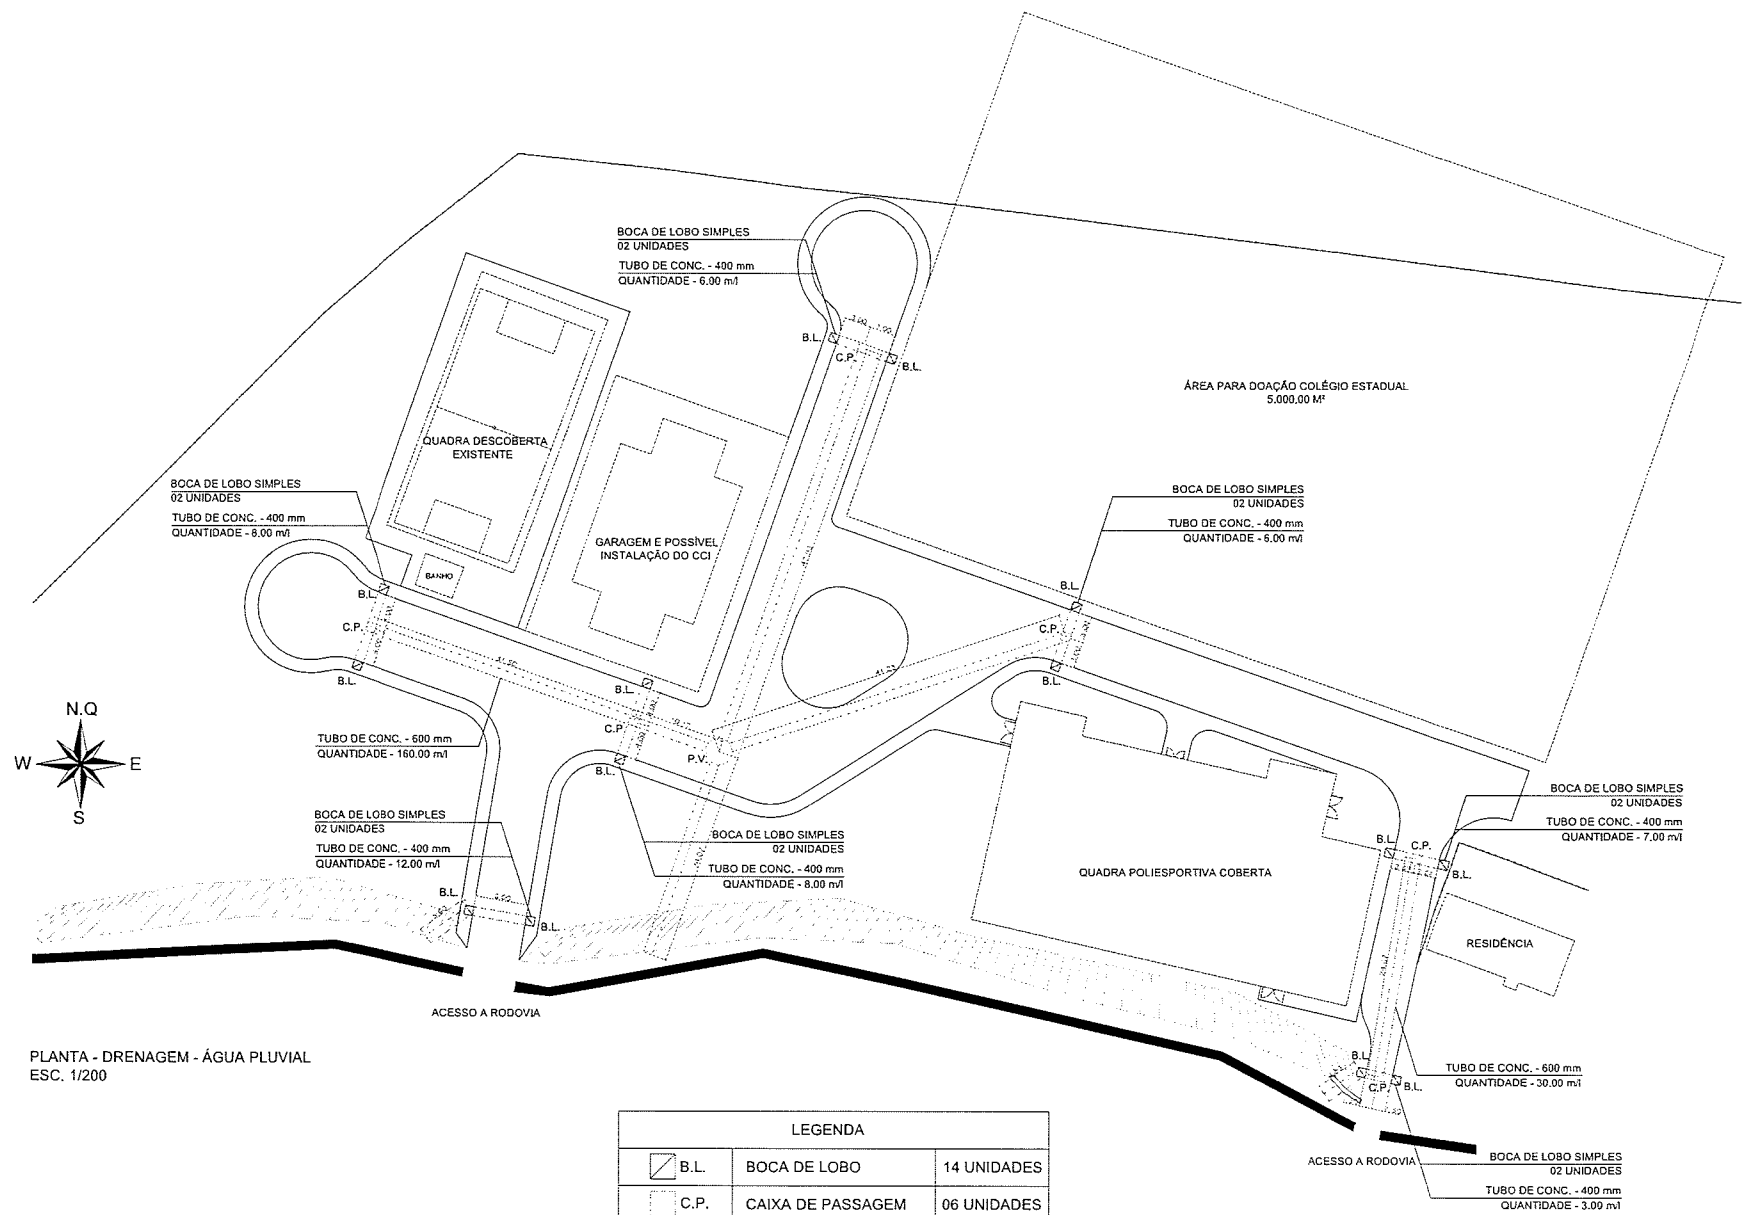 BOCA DE LOBO SIMPLES
02 UNIDADES
TUBO DE CONC. - 400 mm
QUANTIDADE - 6.00 m/l
B.L.
3.00
C.P.
B.L.
ÁREA PARA DOAÇÃO COLÉGIO ESTADUAL
5.000,00 M²
QUADRA DESCOBERTA
EXISTENTE
BOCA DE LOBO SIMPLES
02 UNIDADES
TUBO DE CONC. - 400 mm
QUANTIDADE - 8.00 m/l
BOCA DE LOBO SIMPLES
02 UNIDADES
TUBO DE CONC. - 400 mm
QUANTIDADE - 6.00 m/l
GARAGEM E POSSÍVEL
INSTALAÇÃO DO CCI
BANHO
B.L.
C.P.
B.L.
B.L.
C.P.
B.L.
B.L.
C.P.
B.L.
P.V.
N.Q
W
E
S
TUBO DE CONC. - 600 mm
QUANTIDADE - 160.00 m/l
BOCA DE LOBO SIMPLES
02 UNIDADES
TUBO DE CONC. - 400 mm
QUANTIDADE - 12.00 m/l
BOCA DE LOBO SIMPLES
02 UNIDADES
TUBO DE CONC. - 400 mm
QUANTIDADE - 8.00 m/l
BOCA DE LOBO SIMPLES
02 UNIDADES
TUBO DE CONC. - 400 mm
QUANTIDADE - 7.00 m/l
B.L.
C.P.
B.L.
QUADRA POLIESPORTIVA COBERTA
B.L.
B.L.
RESIDÊNCIA
ACESSO A RODOVIA
PLANTA - DRENAGEM - ÁGUA PLUVIAL
ESC. 1/200
B.L.
C.P.
B.L.
TUBO DE CONC. - 600 mm
QUANTIDADE - 30.00 m/l
ACESSO A RODOVIA
BOCA DE LOBO SIMPLES
02 UNIDADES
TUBO DE CONC. - 400 mm
QUANTIDADE - 3.00 m/l
LEGENDA
B.L. BOCA DE LOBO 14 UNIDADES
C.P. CAIXA DE PASSAGEM 06 UNIDADES